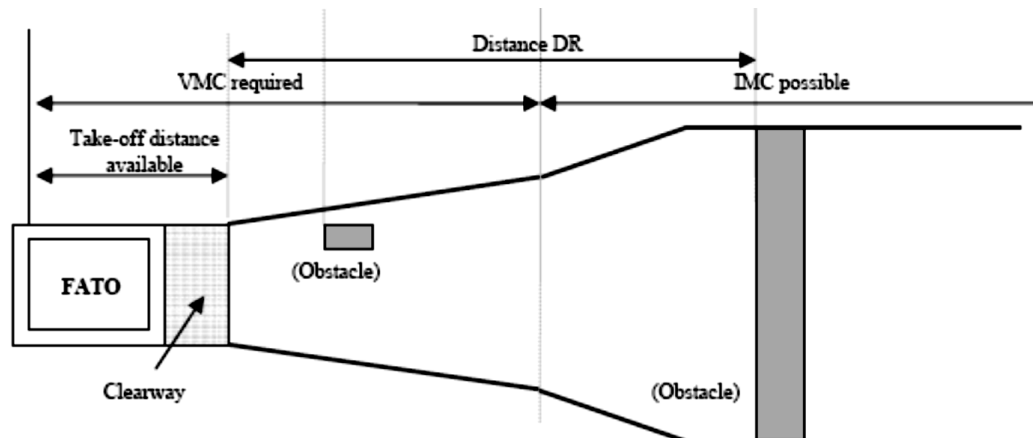 Distance DR
VMC required
IMC possible
Take-off distance
available
FATO
(Obstacle)
Clearway
(Obstacle)